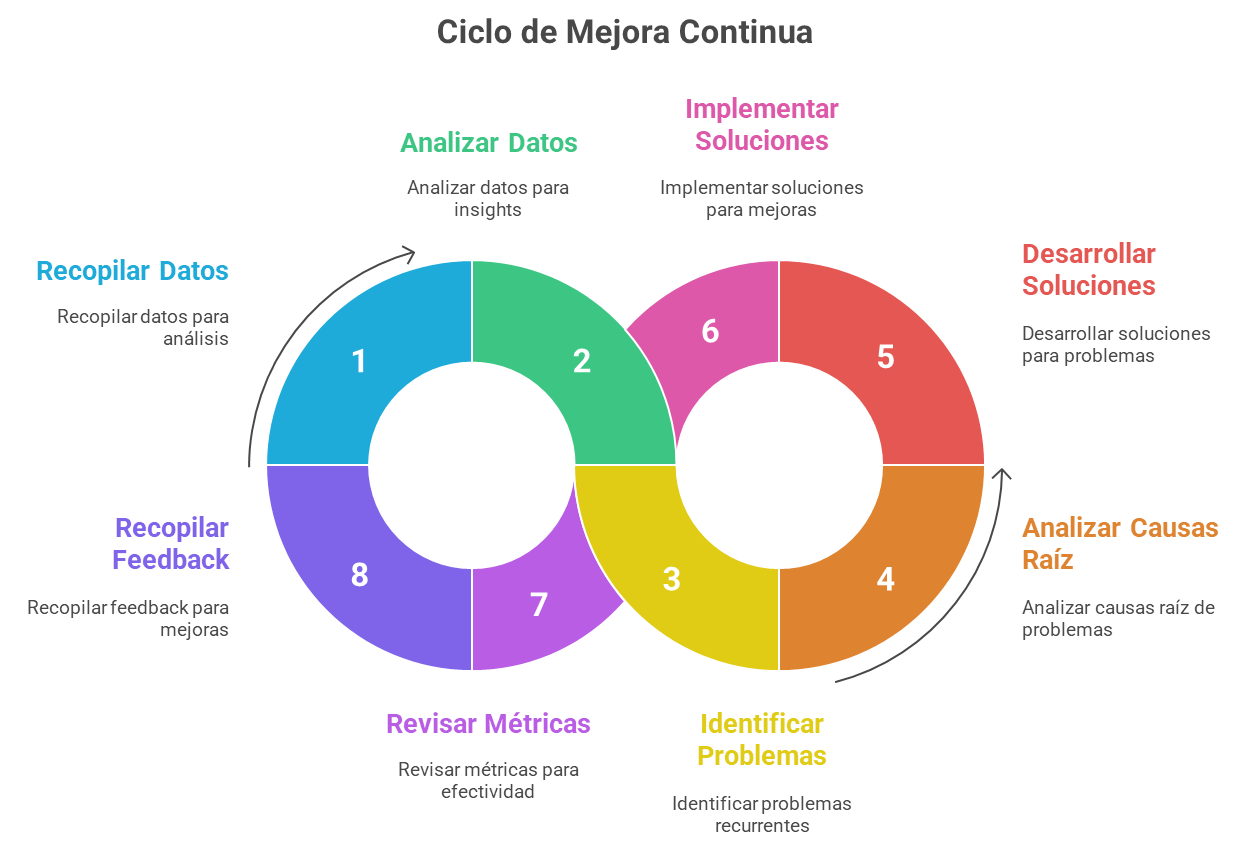 Ciclo de Mejora Continua
Implementar
Soluciones
Implementar soluciones
para mejoras
Analizar Datos
Analizar datos para
insights
Recopilar Datos
Recopilar datos para
análisis
Desarrollar
Soluciones
Desarrollar soluciones
para problemas
1
2
6
5
8
7
3
4
Recopilar
Feedback
Recopilar feedback para
mejoras
Analizar Causas
Raíz
Analizar causas raíz de
problemas
Revisar Métricas
Revisar métricas para
efectividad
Identificar
Problemas
Identificar problemas
recurrentes